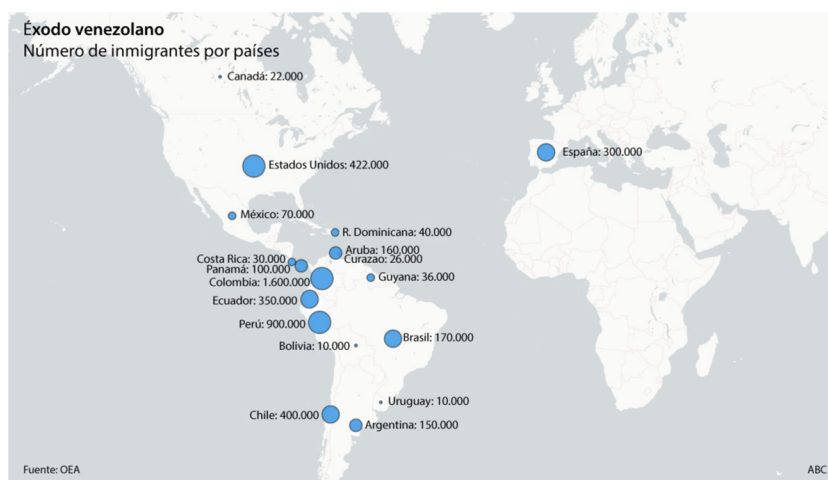 Éxodo venezolano
Número de inmigrantes por países
Canadá: 22.000
Estados Unidos: 422.000
España: 300.000
México: 70.000
R. Dominicana: 40.000
Aruba: 160.000
Curazao: 26.000
Costa Rica: 30.000
Panamá: 100.000
Guyana: 36.000
Colombia: 1.600.000
Ecuador: 350.000
Perú: 900.000
Brasil: 170.000
Bolivia: 10.000
Uruguay: 10.000
Chile: 400.000
Argentina: 150.000
Fuente: OEA
ABC